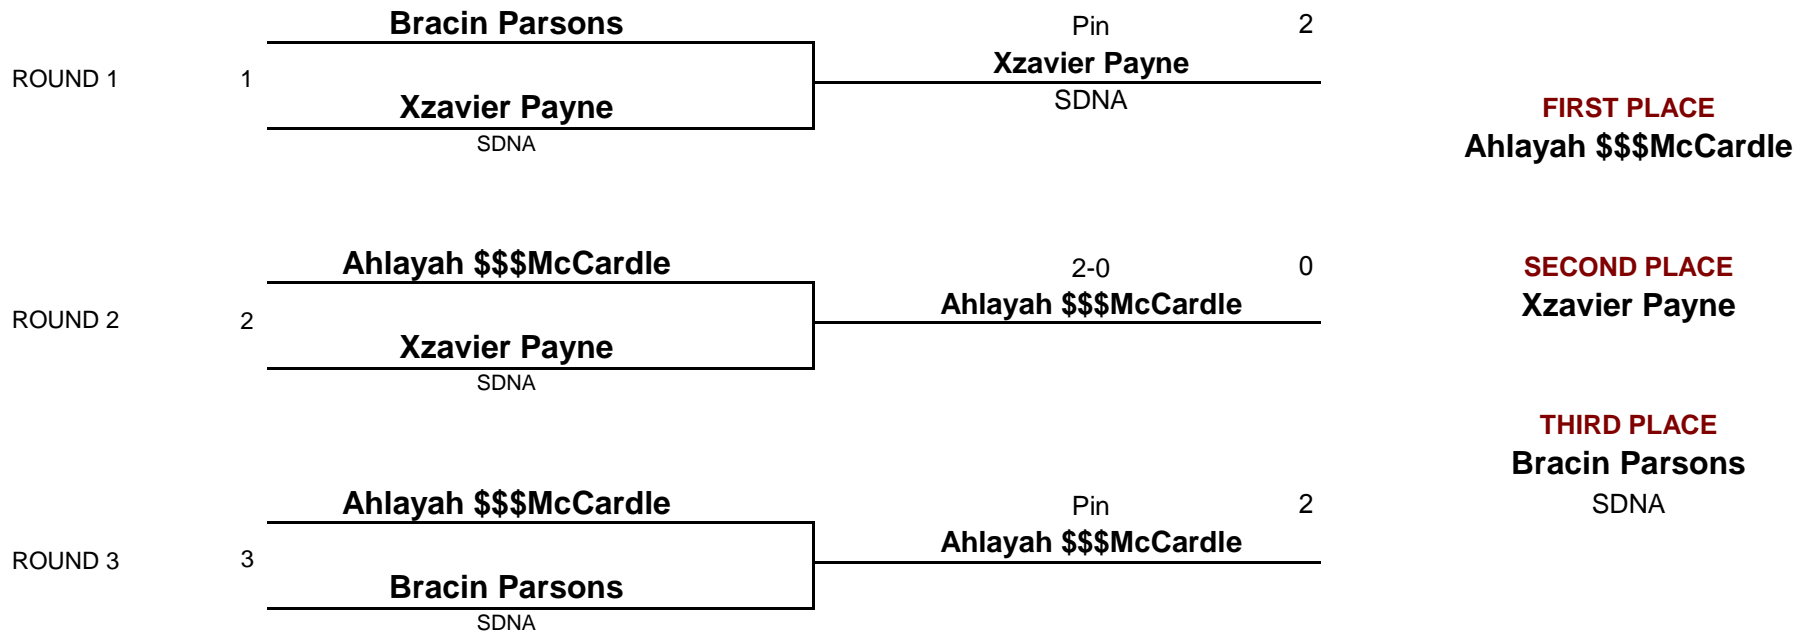 Bracin Parsons
Pin 2
ROUND 1 1
Xzavier Payne
Xzavier Payne
SDNA
SDNA
FIRST PLACE
Ahlayah $$$McCardle
Ahlayah $$$McCardle
2-0 0
ROUND 2 2
Ahlayah $$$McCardle
Xzavier Payne
SDNA
SECOND PLACE
Xzavier Payne
THIRD PLACE
Bracin Parsons
SDNA
Ahlayah $$$McCardle
Pin 2
ROUND 3 3
Ahlayah $$$McCardle
Bracin Parsons
SDNA